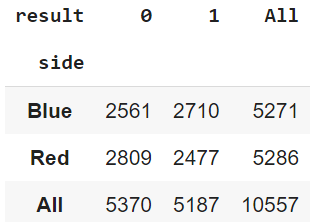 result 0 1 All
side
Blue 2561 2710 5271
Red 2809 2477 5286
All 5370 5187 10557